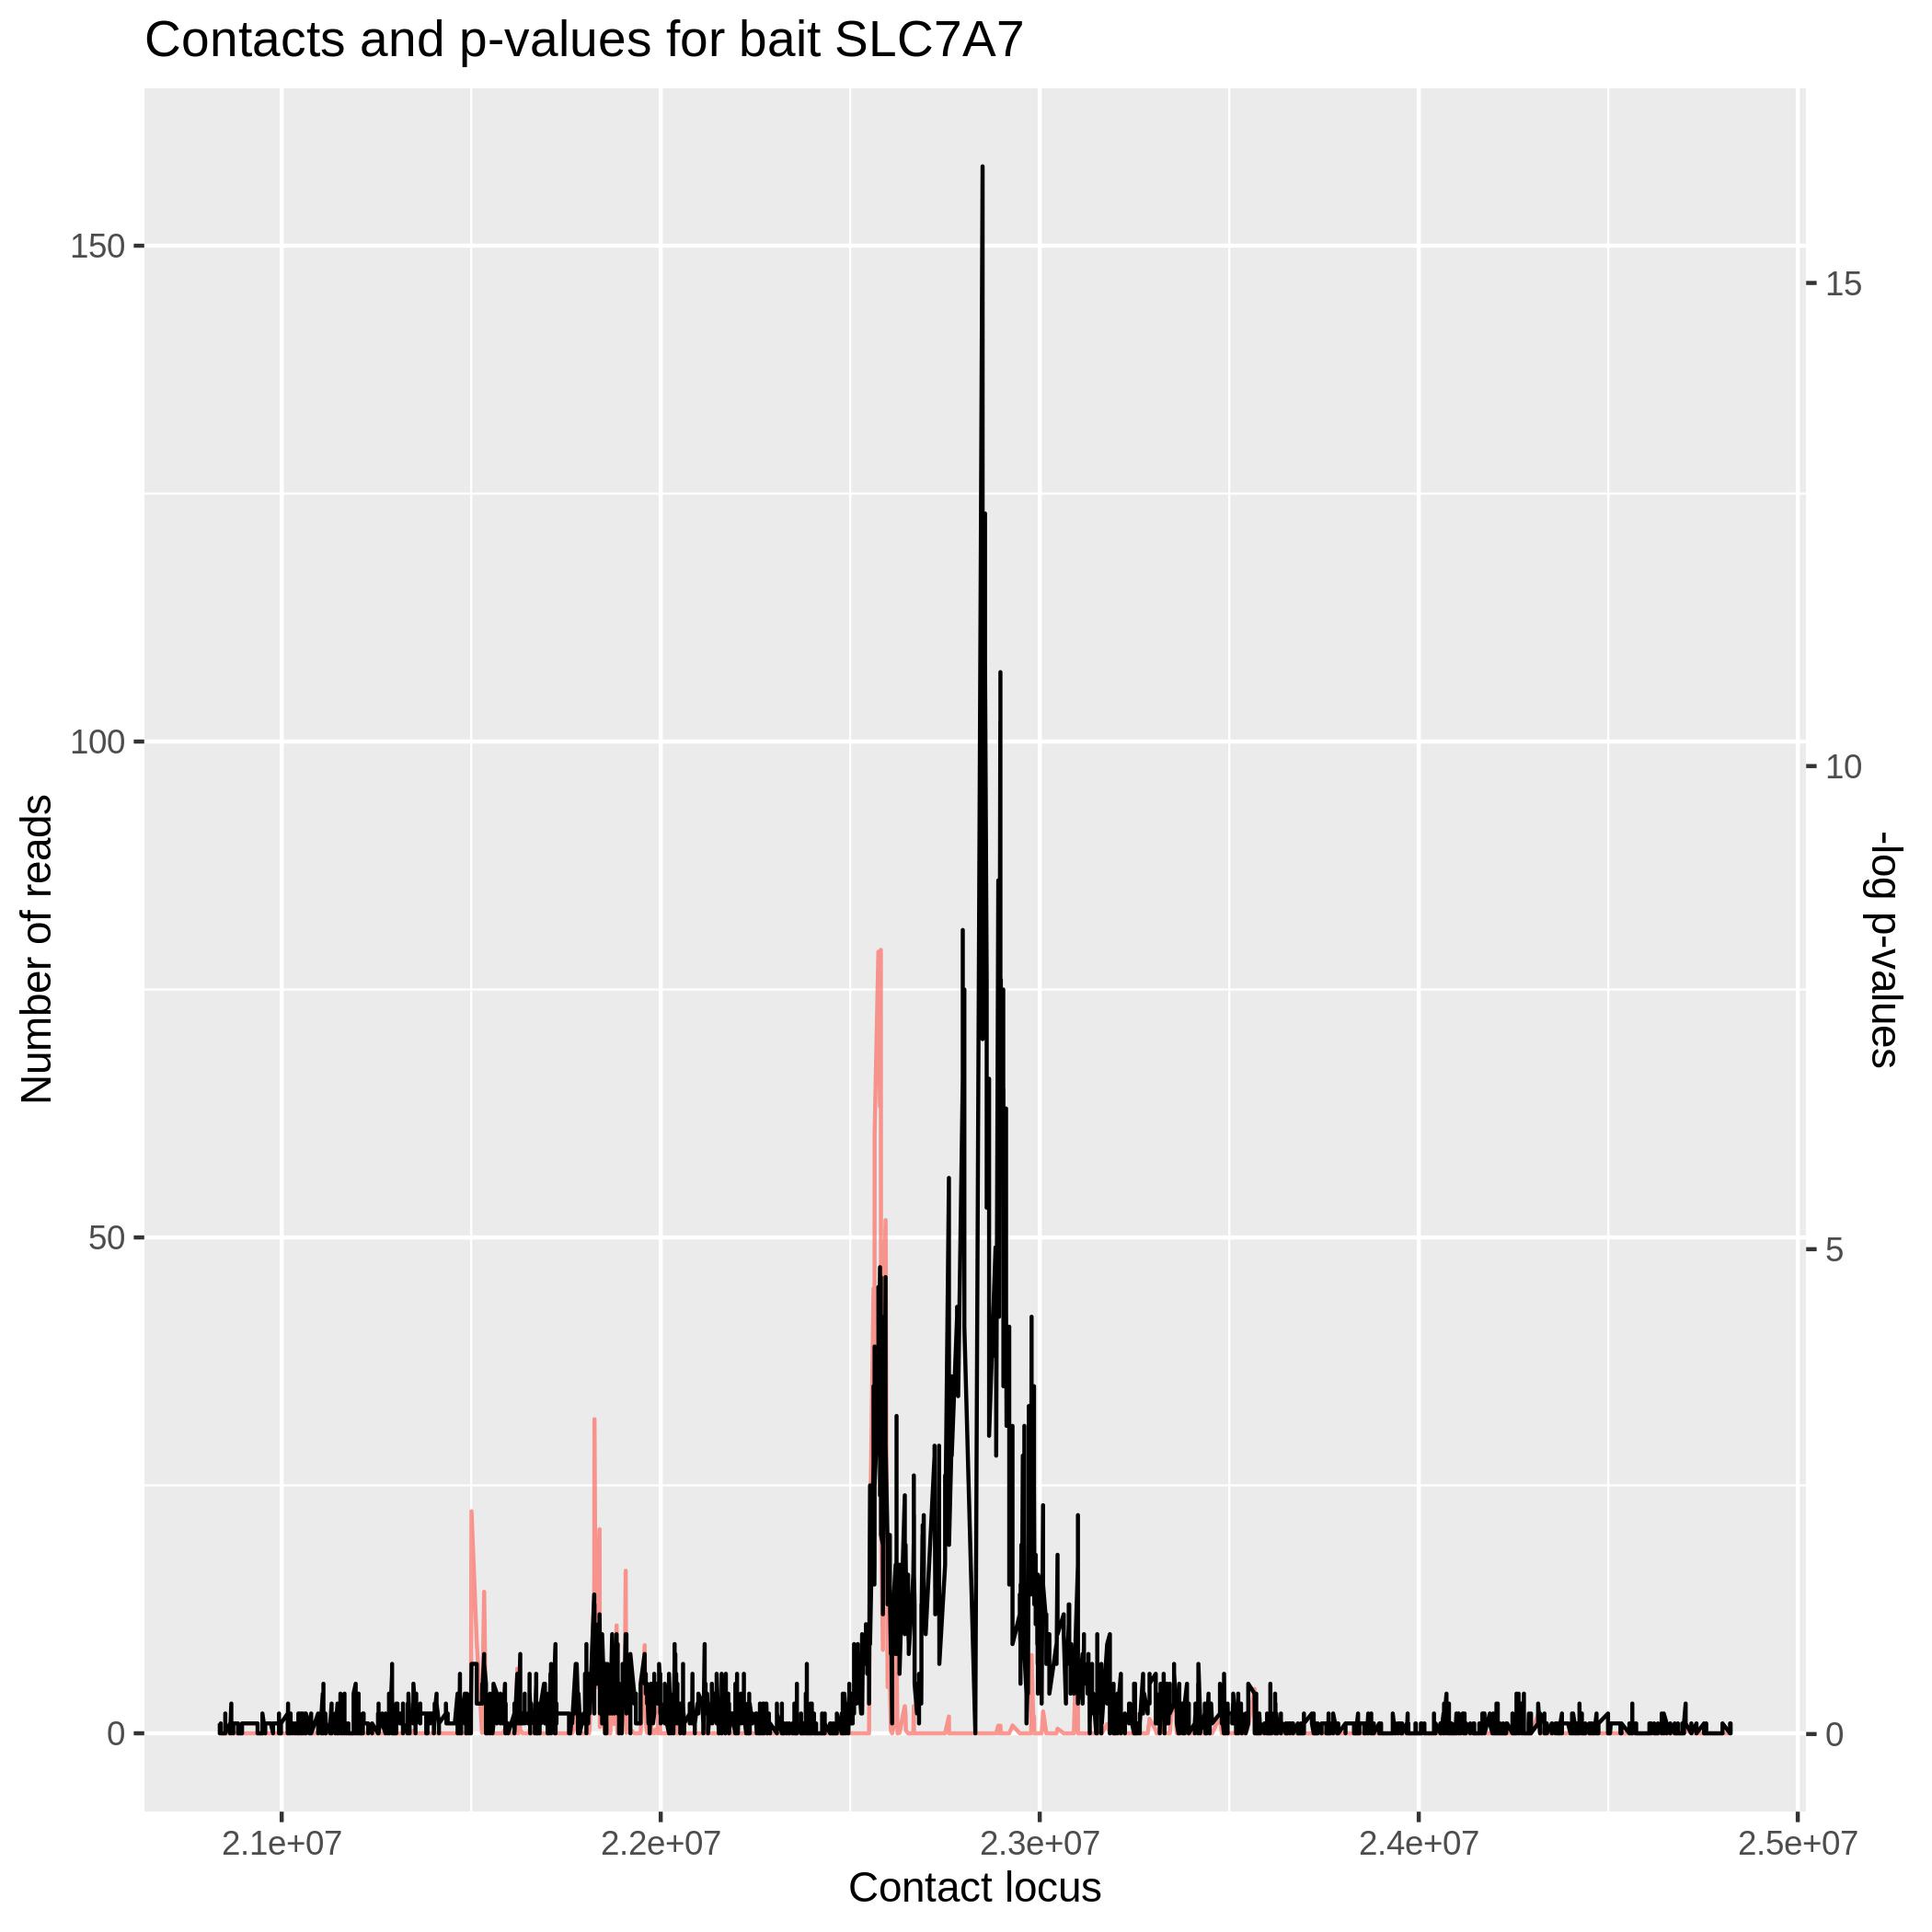 Contacts and p-values for bait SLC7A7
150
100
50
0
Number of reads
15
10
5
0
-log p-values
2.1e+07 2.2e+07 2.3e+07 2.4e+07 2.5e+07
Contact locus